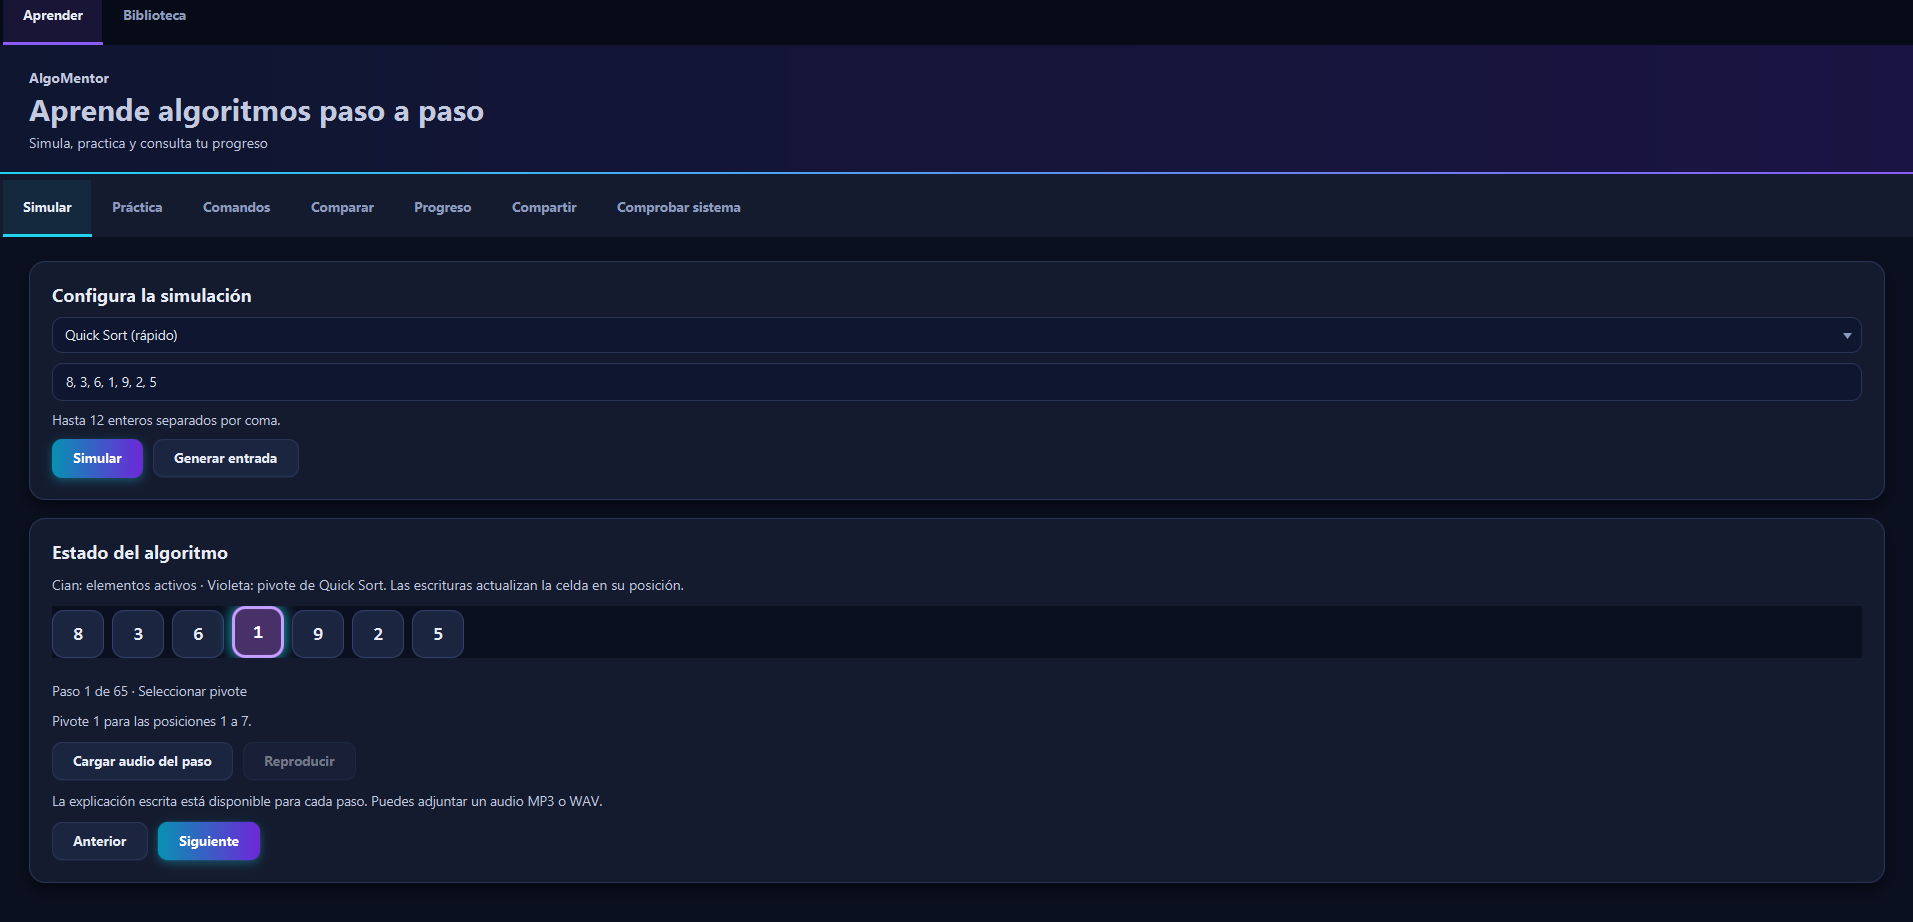 Aprender Biblioteca
AlgoMentor
Aprende algoritmos paso a paso
Simula, practica y consulta tu progreso
Simular Práctica Comandos Comparar Progreso Compartir Comprobar sistema
Configura la simulación
Quick Sort (rápido)
8, 3, 6, 1, 9, 2, 5
Hasta 12 enteros separados por coma.
Simular Generar entrada
Estado del algoritmo
Cian: elementos activos · Violeta: pivote de Quick Sort. Las escrituras actualizan la celda en su posición.
8 3 6 1 9 2 5
Paso 1 de 65 · Seleccionar pivote
Pivote 1 para las posiciones 1 a 7.
Cargar audio del paso Reproducir
La explicación escrita está disponible para cada paso. Puedes adjuntar un audio MP3 o WAV.
Anterior Siguiente